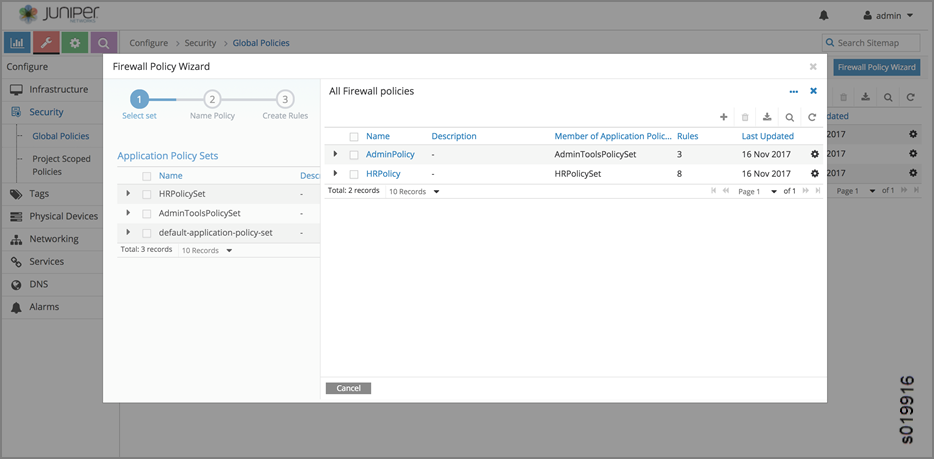 JUNIPER
NETWORKS
admin
Configure > Security > Global Policies
Search Sitemap
Configure
Firewall Policy Wizard
Infrastructure
Security
Global Policies
Project Scoped
Policies
Tags
Physical Devices
Networking
Services
DNS
Alarms
Firewall Policy Wizard
1 2 3
Select set Name Policy Create Rules
Application Policy Sets
Name Descr
HRPolicySet -
AdminToolsPolicySet -
default-application-policy-set -
Total: 3 records 10 Records
All Firewall policies
Name Description Member of Application Polic... Rules Last Updated
AdminPolicy - AdminToolsPolicySet 3 16 Nov 2017
HRPolicy - HRPolicySet 8 16 Nov 2017
Total: 2 records 10 Records Page 1 of 1
Cancel
dated
2017
2017
Page 1 of 1
s019916